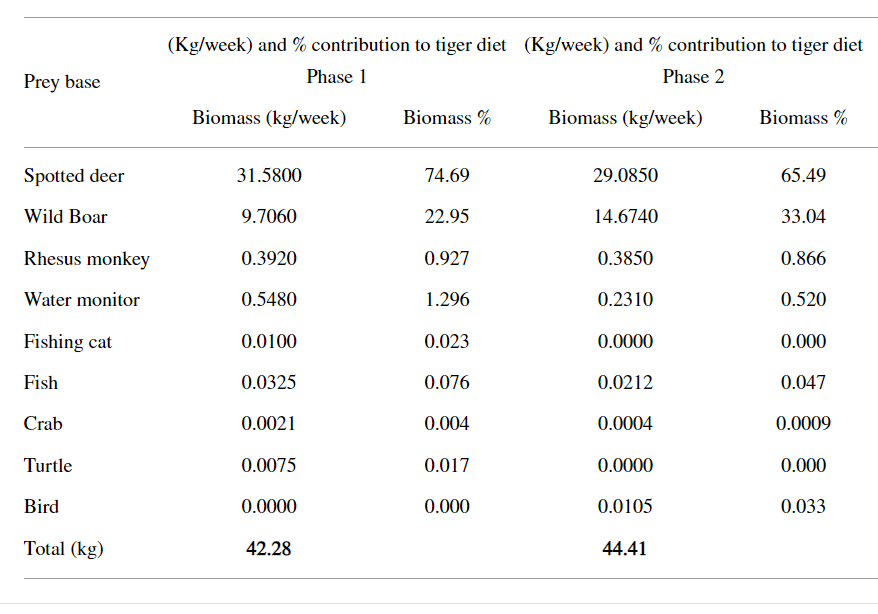 (Kg/week) and % contribution to tiger diet (Kg/week) and % contribution to tiger diet
Prey base Phase 1 Phase 2
Biomass (kg/week) Biomass % Biomass (kg/week) Biomass %
Spotted deer 31.5800 74.69 29.0850 65.49
Wild Boar 9.7060 22.95 14.6740 33.04
Rhesus monkey 0.3920 0.927 0.3850 0.866
Water monitor 0.5480 1.296 0.2310 0.520
Fishing cat 0.0100 0.023 0.0000 0.000
Fish 0.0325 0.076 0.0212 0.047
Crab 0.0021 0.004 0.0004 0.0009
Turtle 0.0075 0.017 0.0000 0.000
Bird 0.0000 0.000 0.0105 0.033
Total (kg) 42.28 44.41